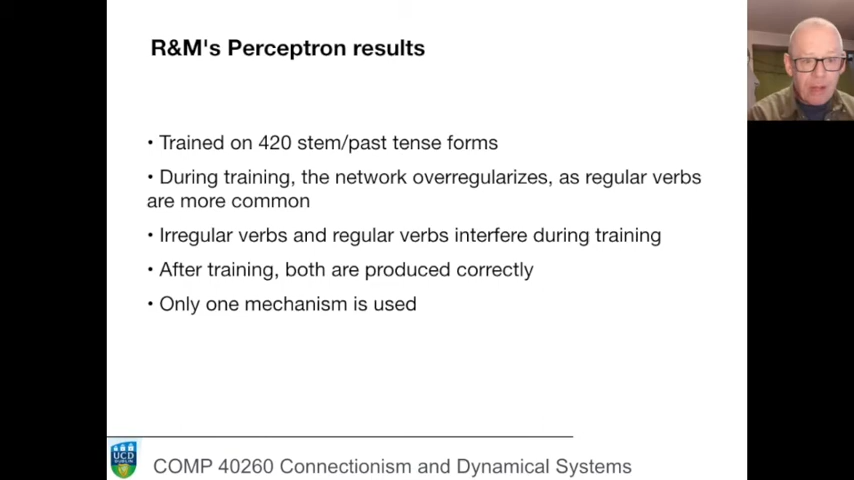 R&M's Perceptron results
• Trained on 420 stem/past tense forms
• During training, the network overregularizes, as regular verbs
are more common
• Irregular verbs and regular verbs interfere during training
• After training, both are produced correctly
• Only one mechanism is used
UCD
DUBLIN
COMP 40260 Connectionism and Dynamical Systems